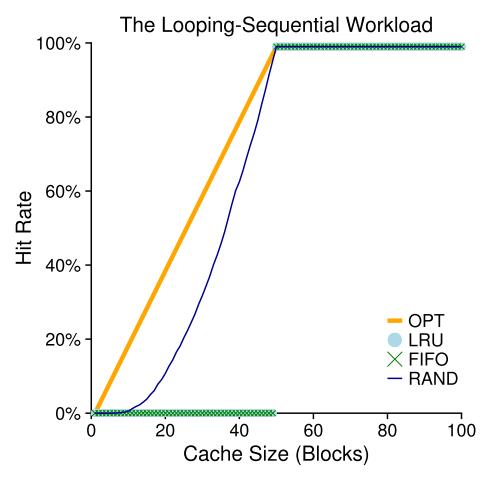 The Looping-Sequential Workload
100%
80%
60%
40%
20%
0%
Hit Rate
OPT
LRU
FIFO
RAND
0 20 40 60 80 100
Cache Size (Blocks)